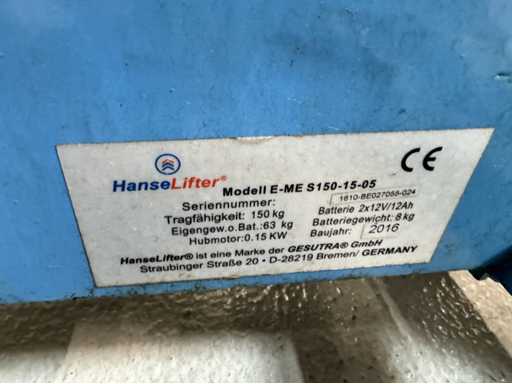 HanseLifter®
Modell E-ME S150-15-05
CE
Seriennummer: 1610-BE027058-024
Tragfähigkeit: 150 kg Batterie 2x12V/12Ah
Eigengew.o.Bat.:63 kg Batteriegewicht: 8 kg
Hubmotor: 0.15 KW Baujahr: 2016
HanseLifter® ist eine Marke der GESUTRA® GmbH
Straubinger Straße 20 • D-28219 Bremen/ GERMANY